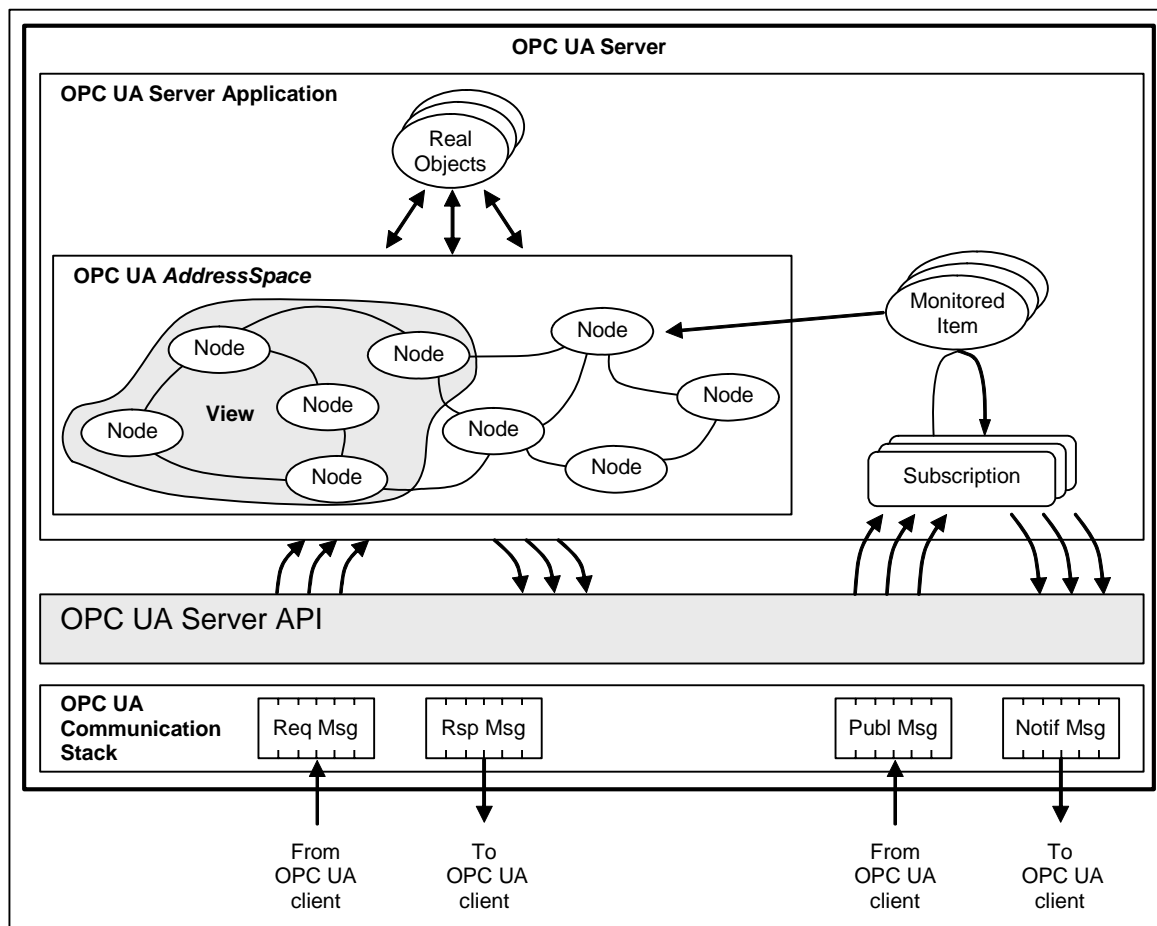 OPC UA Server
OPC UA Server Application
Real
Objects
OPC UA AddressSpace
Monitored
Item
Node
Node
Node
Node
Node
View
Node
Node
Node
Node
Subscription
OPC UA Server API
OPC UA
Communication
Stack
Req Msg
Rsp Msg
Publ Msg
Notif Msg
From
OPC UA
client
To
OPC UA
client
From
OPC UA
client
To
OPC UA
client